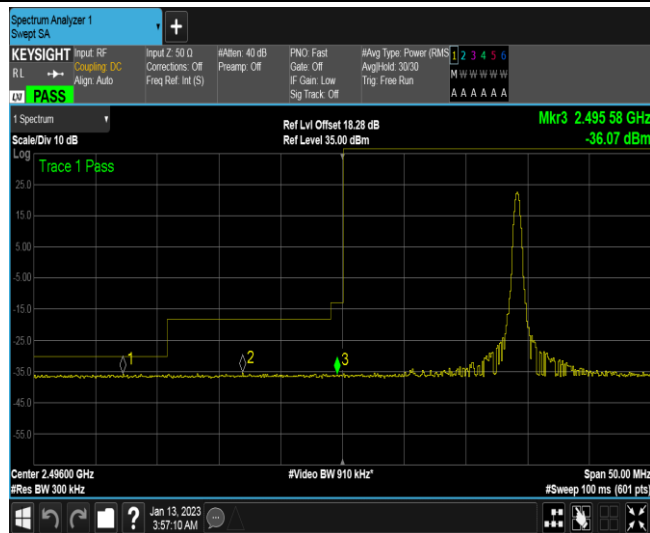 Spectrum Analyzer 1
Swept SA
+
KEYSIGHT
RL
LXI PASS
Input: RF
Coupling: DC
Align: Auto
Input Z: 50 Ω
Corrections: Off
Freq Ref: Int (S)
#Atten: 40 dB
Preamp: Off
PNO: Fast
Gate: Off
IF Gain: Low
Sig Track: Off
#Avg Type: Power (RMS
Avg|Hold: 30/30
Trig: Free Run
1 2 3 4 5 6
M W W W W W
A A A A A A
1 Spectrum
Scale/Div 10 dB
Ref Lvl Offset 18.28 dB
Ref Level 35.00 dBm
Mkr3 2.495 58 GHz
-36.07 dBm
Log
Trace 1 Pass
25.0
15.0
5.00
-5.00
-15.0
-25.0
-35.0
-45.0
-55.0
1
2
3
Center 2.49600 GHz
#Res BW 300 kHz
#Video BW 910 kHz*
Span 50.00 MHz
#Sweep 100 ms (601 pts)
?
Jan 13, 2023
3:57:10 AM